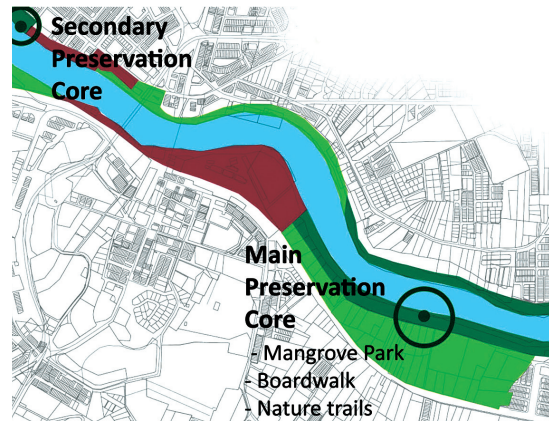 Secondary
Preservation
Core
Main
Preservation
Core
- Mangrove Park
- Boardwalk
- Nature trails